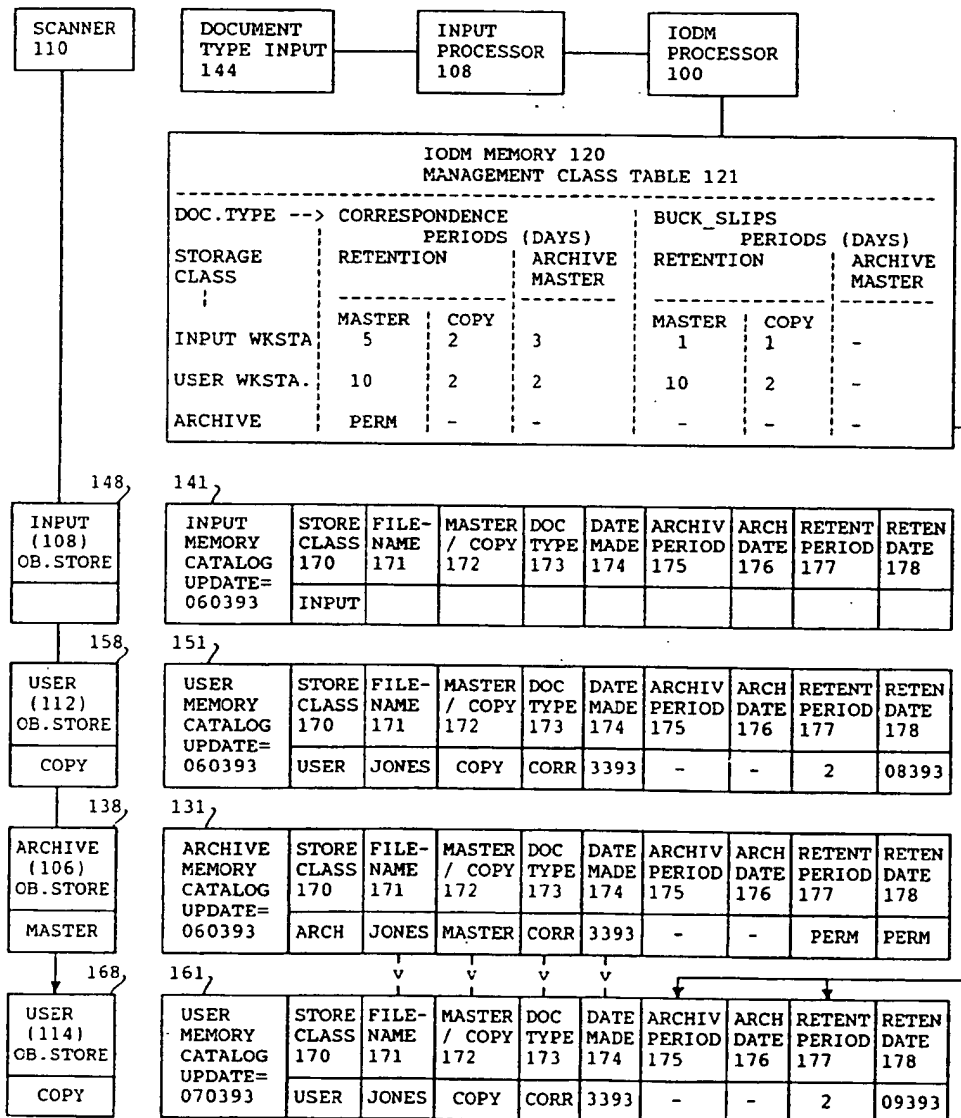 SCANNER
110
DOCUMENT
TYPE INPUT
144
INPUT
PROCESSOR
108
IODM
PROCESSOR
100
IODM MEMORY 120
MANAGEMENT CLASS TABLE 121
DOC.TYPE --> CORRESPONDENCE BUCK_SLIPS
PERIODS (DAYS) PERIODS (DAYS)
STORAGE RETENTION ARCHIVE RETENTION ARCHIVE
CLASS MASTER MASTER
MASTER COPY MASTER COPY
INPUT WKSTA 5 2 3 1 1 -
USER WKSTA. 10 2 2 10 2 -
ARCHIVE PERM - - - - -
148
INPUT
(108)
OB.STORE
141
INPUT MEMORY CATALOG UPDATE= 060393
STORE CLASS 170
FILE-NAME 171
MASTER / COPY 172
DOC TYPE 173
DATE MADE 174
ARCHIV PERIOD 175
ARCH DATE 176
RETENT PERIOD 177
RETEN DATE 178
INPUT
158
USER
(112)
OB.STORE
COPY
151
USER MEMORY CATALOG UPDATE= 060393
STORE CLASS 170
FILE-NAME 171
MASTER / COPY 172
DOC TYPE 173
DATE MADE 174
ARCHIV PERIOD 175
ARCH DATE 176
RETENT PERIOD 177
RETEN DATE 178
USER JONES COPY CORR 3393 - - 2 08393
138
ARCHIVE
(106)
OB.STORE
MASTER
131
ARCHIVE MEMORY CATALOG UPDATE= 060393
STORE CLASS 170
FILE-NAME 171
MASTER / COPY 172
DOC TYPE 173
DATE MADE 174
ARCHIV PERIOD 175
ARCH DATE 176
RETENT PERIOD 177
RETEN DATE 178
ARCH JONES MASTER CORR 3393 - - PERM PERM
v v v v
168
USER
(114)
OB.STORE
COPY
161
USER MEMORY CATALOG UPDATE= 070393
STORE CLASS 170
FILE-NAME 171
MASTER / COPY 172
DOC TYPE 173
DATE MADE 174
ARCHIV PERIOD 175
ARCH DATE 176
RETENT PERIOD 177
RETEN DATE 178
USER JONES COPY CORR 3393 - - 2 09393